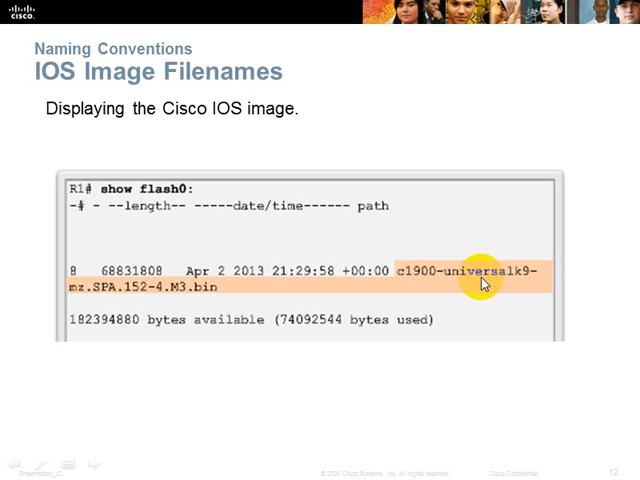 CISCO
Naming Conventions
IOS Image Filenames
Displaying the Cisco IOS image.
R1# show flash0:
-# - --length-- -----date/time------ path
8 68831808 Apr 2 2013 21:29:58 +00:00 c1900-universalk9-
mz.SPA.152-4.M3.bin
182394880 bytes available (74092544 bytes used)
Presentation_ID
© 2008 Cisco Systems, Inc. All rights reserved.
Cisco Confidential
12